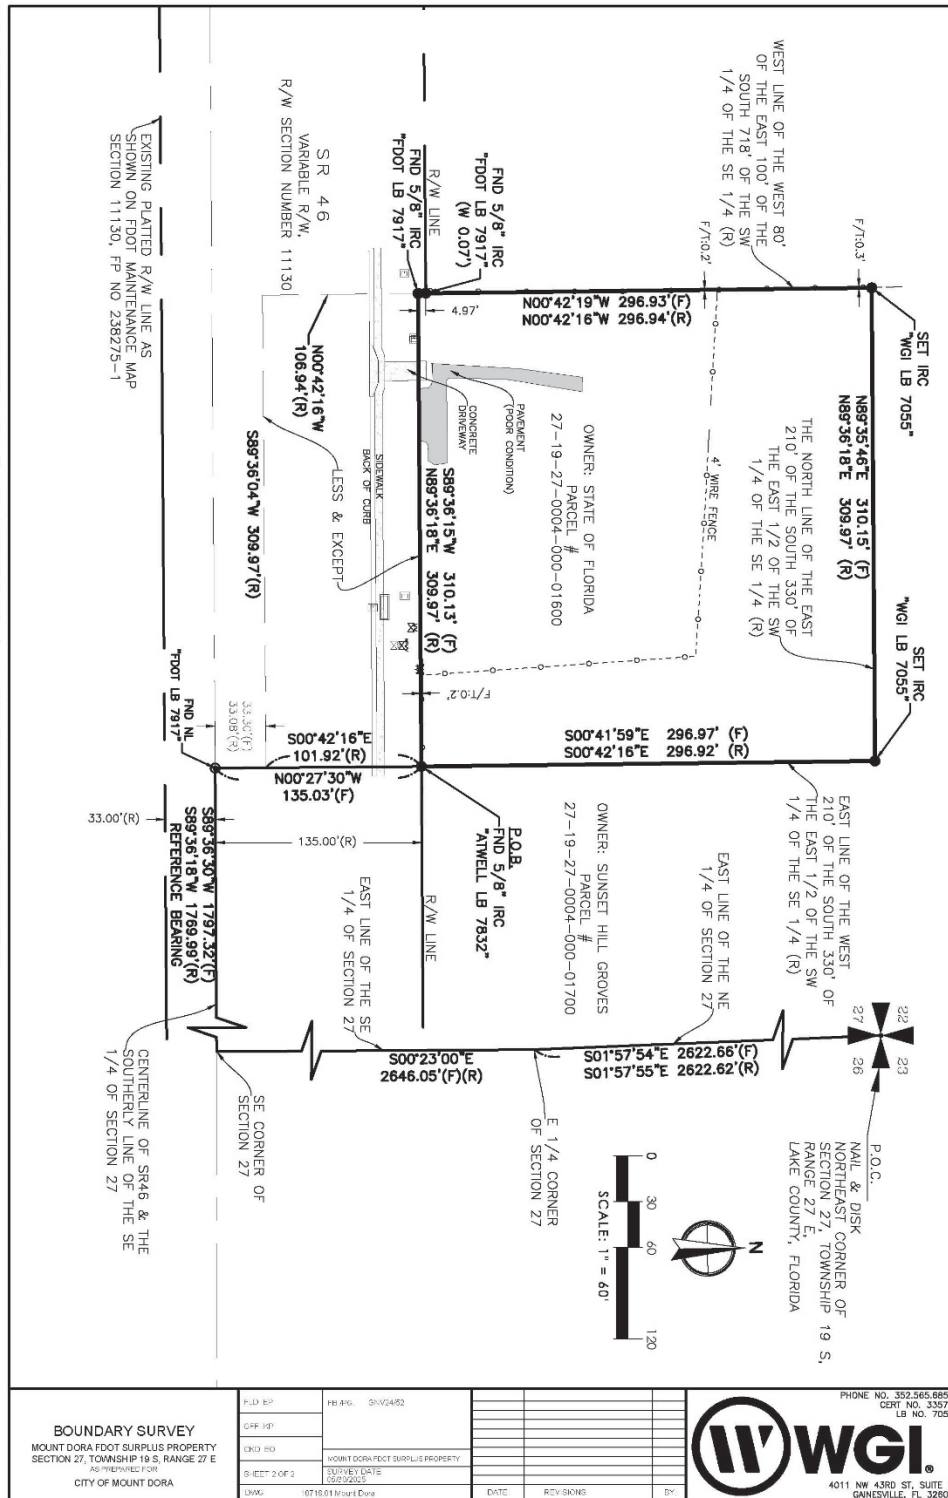 WEST LINE OF THE WEST 80'
OF THE EAST 100' OF THE
SOUTH 718' OF THE SW
1/4 OF THE SE 1/4 (R)
F/T:0.3'
F/T:0.2'
SET IRC
"WGI LB 7055"
N89°35'46"E 310.15' (F)
N89°36'18"E 309.97' (R)
THE NORTH LINE OF THE EAST
210' OF THE SOUTH 330' OF
THE EAST 1/2 OF THE SW
1/4 OF THE SE 1/4 (R)
SET IRC
"WGI LB 7055"
N00°42'19"W 296.93'(F)
N00°42'16"W 296.94'(R)
FND 5/8" IRC
"FDOT LB 7917"
(W 0.07')
R/W LINE
FND 5/8" IRC
"FDOT LB 7917"
4.97'
SR 46
VARIABLE R/W,
R/W SECTION NUMBER 11130
EXISTING PLATTED R/W LINE AS
SHOWN ON FDOT MAINTENANCE MAP
SECTION 11130, FP NO 238275-1
N00°42'16"W
106.94'(R)
S89°36'04"W 309.97'(R)
LESS & EXCEPT
SIDEWALK
BACK OF CURB
CONCRETE
DRIVEWAY
PAVEMENT
(POOR CONDITION)
S89°36'15"W 310.13' (F)
N89°36'18"E 309.97' (R)
OWNER: STATE OF FLORIDA
PARCEL #
27-19-27-0004-000-01600
4' WIRE FENCE
F/T:0.2'
S00°41'59"E 296.97' (F)
S00°42'16"E 296.92' (R)
EAST LINE OF THE WEST
210' OF THE SOUTH 330' OF
THE EAST 1/2 OF THE SW
1/4 OF THE SE 1/4 (R)
S00°42'16"E
101.92'(R)
N00°27'30"W
135.03'(F)
33.30'(F)
33.08'(R)
FND NL
"FDOT LB 7917"
33.00'(R)
135.00'(R)
P.O.B.
FND 5/8" IRC
"ATWELL LB 7832"
R/W LINE
OWNER: SUNSET HILL GROVES
PARCEL #
27-19-27-0004-000-01700
EAST LINE OF THE NE
1/4 OF SECTION 27
EAST LINE OF THE SE
1/4 OF SECTION 27
S89°36'30"W 1797.32'(F)
S89°36'18"W 1769.99'(R)
REFERENCE BEARING
S00°23'00"E
2646.05'(F)(R)
S01°57'54"E 2622.66'(F)
S01°57'55"E 2622.62'(R)
22
23
27
26
P.O.C.
NAIL & DISK
NORTHEAST CORNER OF
SECTION 27, TOWNSHIP 19 S,
RANGE 27 E,
LAKE COUNTY, FLORIDA
E 1/4 CORNER
OF SECTION 27
SE CORNER OF
SECTION 27
CENTERLINE OF SR46 & THE
SOUTHERLY LINE OF THE SE
1/4 OF SECTION 27
N
0 30 60 120
SCALE: 1" = 60'
BOUNDARY SURVEY
MOUNT DORA FDOT SURPLUS PROPERTY
SECTION 27, TOWNSHIP 19 S, RANGE 27 E
AS PREPARED FOR
CITY OF MOUNT DORA
FLD: EP
FB/PG: GNV24/52
OFF: KP
CKD: BO
MOUNT DORA FDOT SURPLUS PROPERTY
SHEET 2 OF 2
SURVEY DATE
DWG
10718.01 Mount Dora
DATE
REVISIONS
BY:
WGI®
PHONE NO. 352.565.685
CERT NO. 3357
LB NO. 705
4011 NW 43RD ST, SUITE
GAINESVILLE, FL 3260